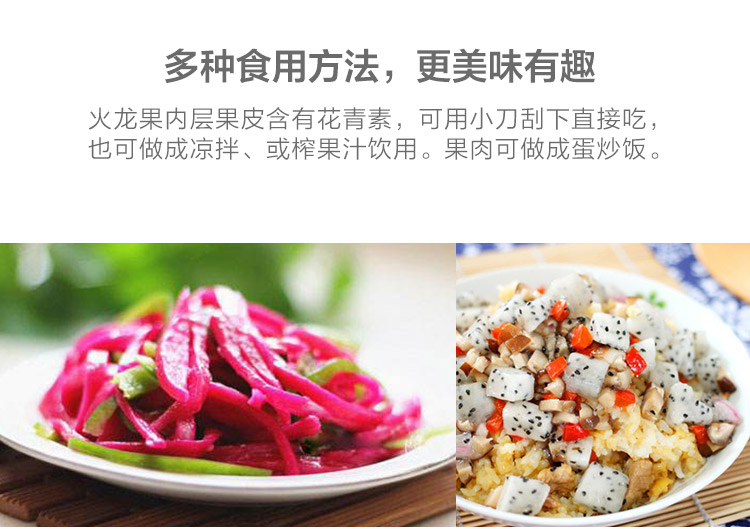 多种食用方法，更美味有趣
火龙果内层果皮含有花青素，可用小刀刮下直接吃，
也可做成凉拌、或榨果汁饮用。果肉可做成蛋炒饭。